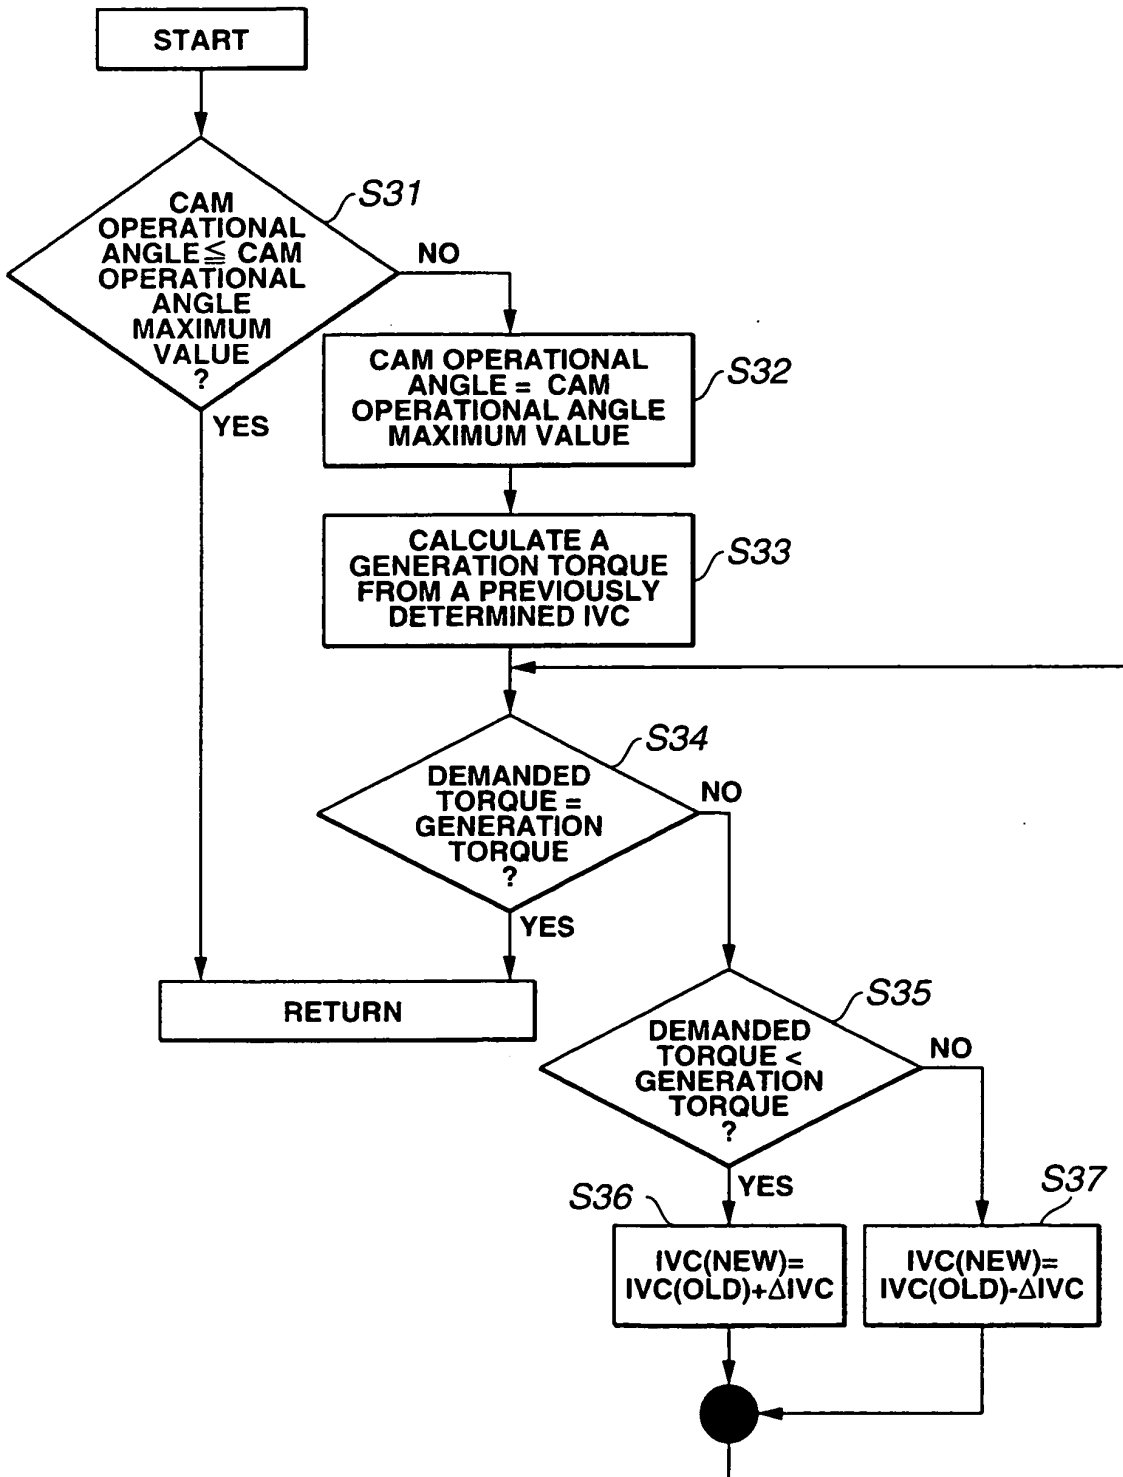 START
S31
CAM
OPERATIONAL
ANGLE≦ CAM
OPERATIONAL
ANGLE
MAXIMUM
VALUE
?
NO
YES
S32
CAM OPERATIONAL
ANGLE = CAM
OPERATIONAL ANGLE
MAXIMUM VALUE
S33
CALCULATE A
GENERATION TORQUE
FROM A PREVIOUSLY
DETERMINED IVC
S34
DEMANDED
TORQUE =
GENERATION
TORQUE
?
NO
YES
RETURN
S35
DEMANDED
TORQUE <
GENERATION
TORQUE
?
NO
YES
S36
IVC(NEW)=
IVC(OLD)+ΔIVC
S37
IVC(NEW)=
IVC(OLD)-ΔIVC